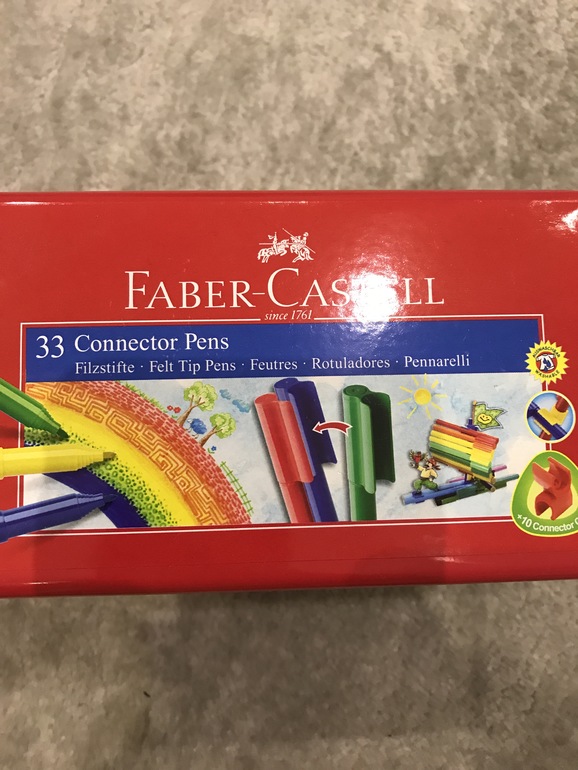 FABER-CASTELL
since 1761
33 Connector Pens
Filzstifte · Felt Tip Pens · Feutres · Rotuladores · Pennarelli
×10 Connector